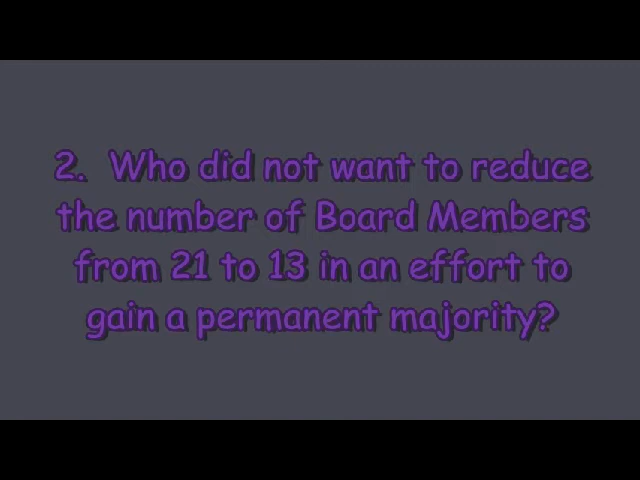 2.  Who did not want to reduce
the number of Board Members
from 21 to 13 in an effort to
gain a permanent majority?